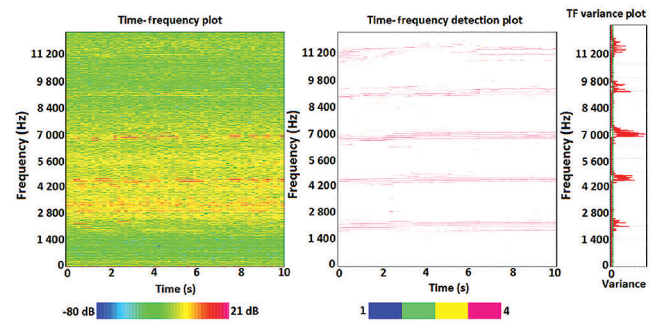 Time-frequency plot
Frequency (Hz)
11 200
9 800
8 400
7 000
5 600
4 200
2 800
1 400
0
0 2 4 6 8 10
Time (s)
-80 dB 21 dB
Time-frequency detection plot
Frequency (Hz)
11 200
9 800
8 400
7 000
5 600
4 200
2 800
1 400
0
0 2 4 6 8 10
Time (s)
1 4
TF variance plot
Frequency (Hz)
11 200
9 800
8 400
7 000
5 600
4 200
2 800
1 400
0
Variance